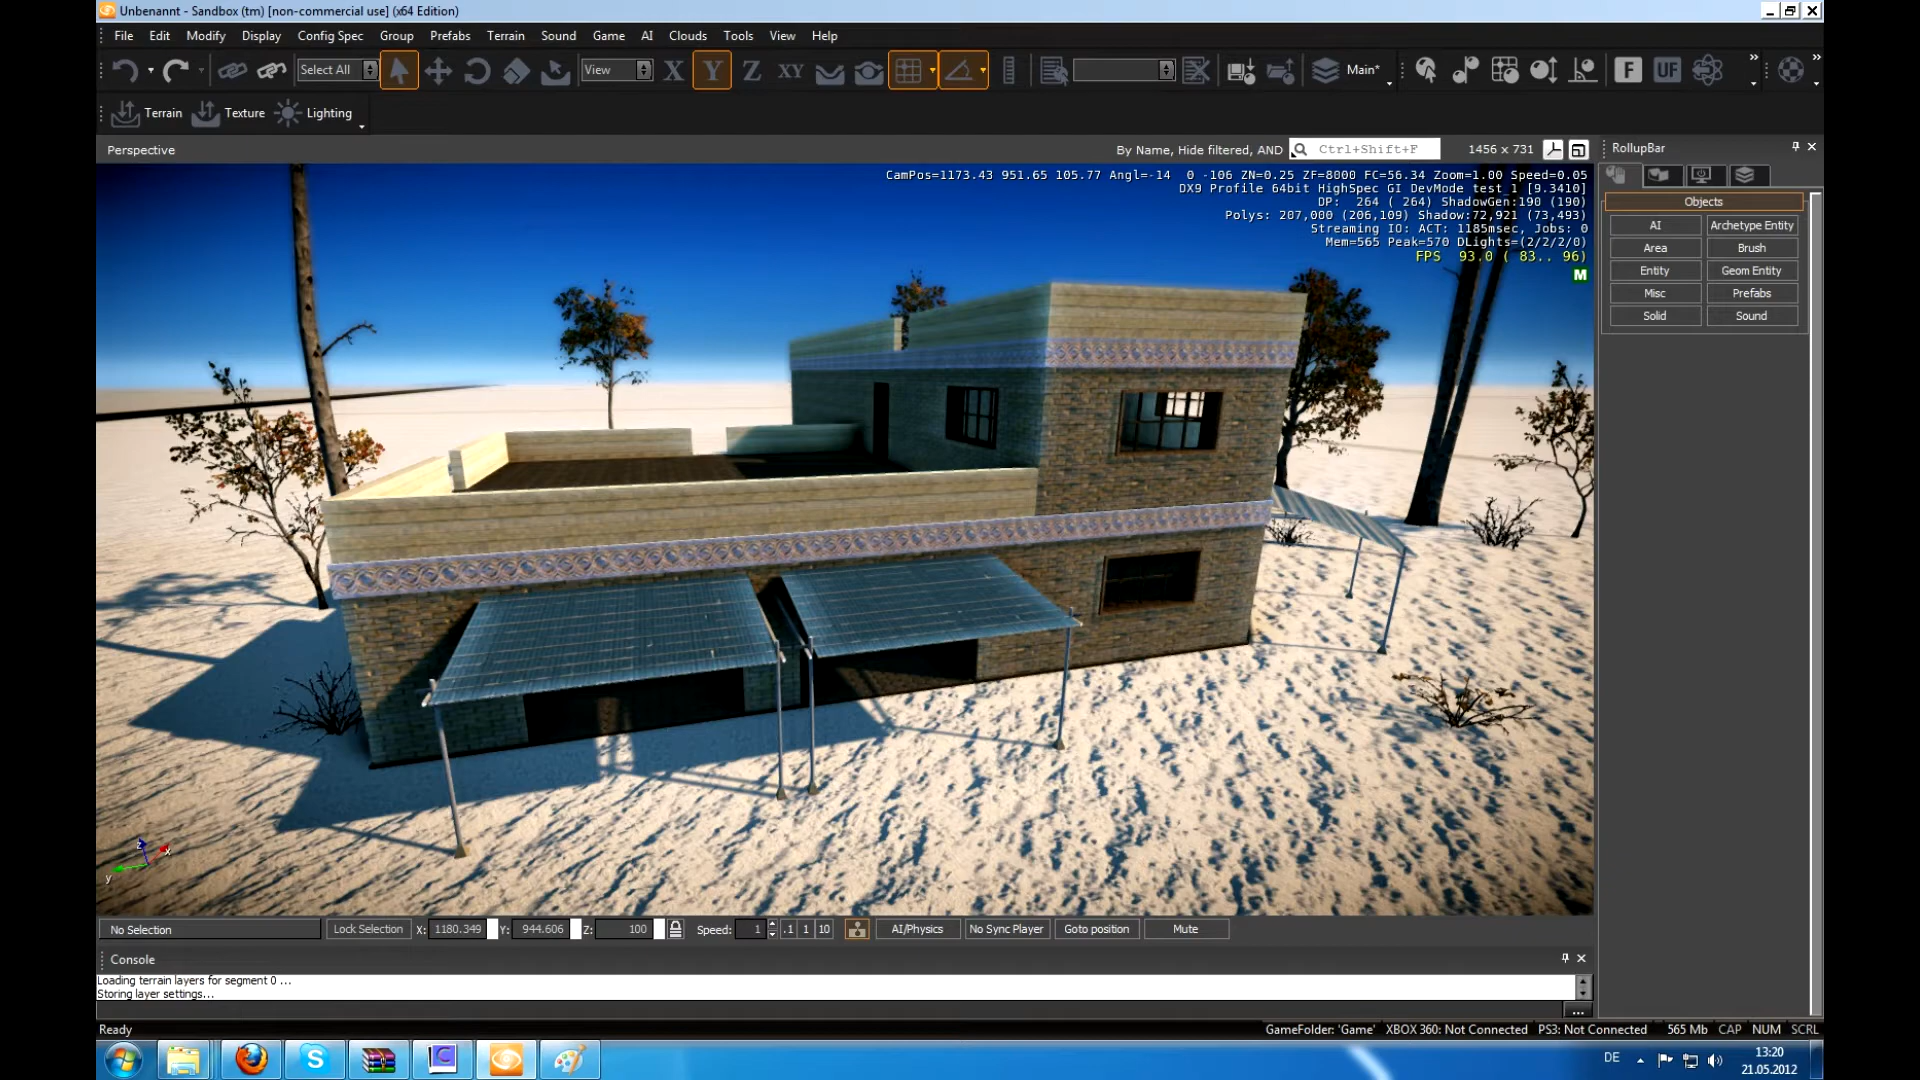 Unbenannt - Sandbox (tm) [non-commercial use] (x64 Edition)
File Edit Modify Display Config Spec Group Prefabs Terrain Sound Game AI Clouds Tools View Help
Select All View X Y Z XY Main* F UF
Terrain Texture Lighting
Perspective By Name, Hide filtered, AND Ctrl+Shift+F 1456 x 731 RollupBar
CamPos=1173.43 951.65 105.77 Angl=-14 0 -106 ZN=0.25 ZF=8000 FC=56.34 Zoom=1.00 Speed=0.05
DX9 Profile 64bit HighSpec GI DevMode test_1 [9.3410]
DP: 264 ( 264) ShadowGen:190 (190)
Polys: 207,000 (206,109) Shadow:72,921 (73,493)
Streaming IO: ACT: 1185msec, Jobs: 0
Mem=565 Peak=570 DLights=(2/2/2/0)
FPS 93.0 ( 83.. 96)
M
Objects
AI Archetype Entity
Area Brush
Entity Geom Entity
Misc Prefabs
Solid Sound
z x
y
No Selection Lock Selection X: 1180.349 Y: 944.606 Z: 100 Speed: 1 .1 1 10 AI/Physics No Sync Player Goto position Mute
Console
Loading terrain layers for segment 0 ...
Storing layer settings...
...
Ready GameFolder: 'Game' XBOX 360: Not Connected PS3: Not Connected 565 Mb CAP NUM SCRL
DE 13:20
21.05.2012